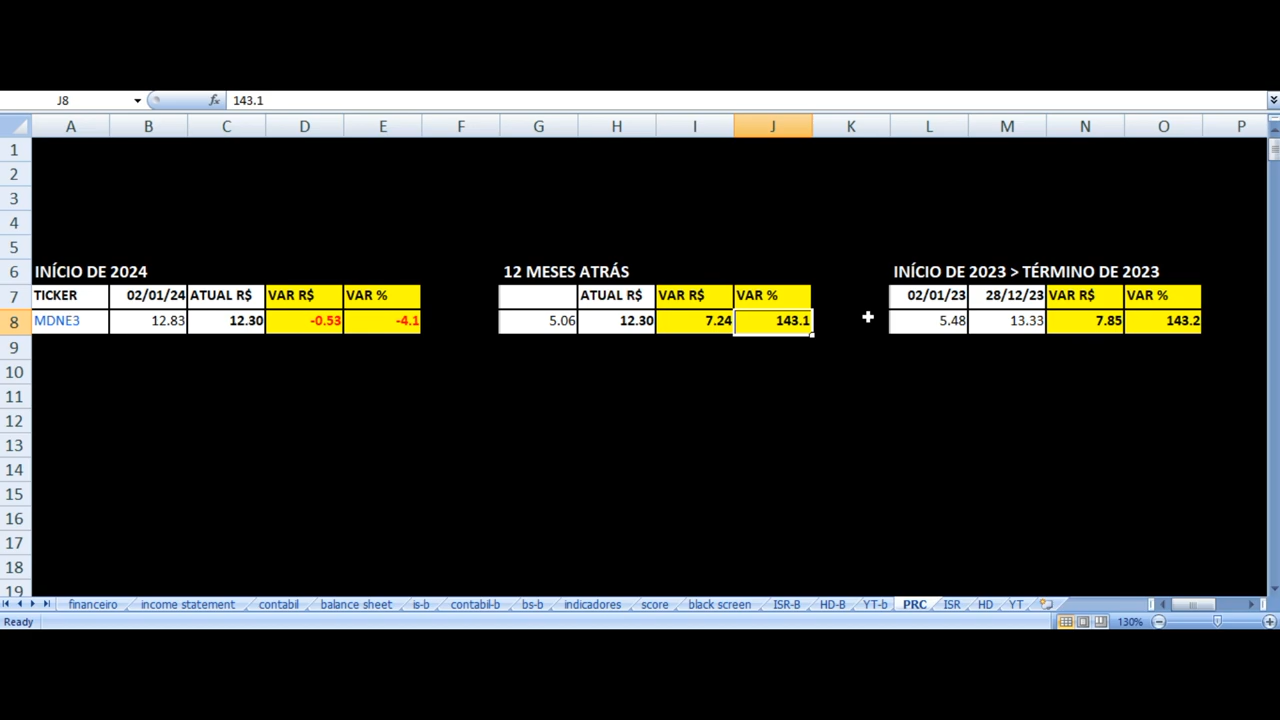 J8 fx 143.1
A B C D E F G H I J K L M N O P
1
2
3
4
5
6 INÍCIO DE 2024 12 MESES ATRÁS INÍCIO DE 2023 > TÉRMINO DE 2023
7 TICKER 02/01/24 ATUAL R$ VAR R$ VAR % ATUAL R$ VAR R$ VAR % 02/01/23 28/12/23 VAR R$ VAR %
8 MDNE3 12.83 12.30 -0.53 -4.1 5.06 12.30 7.24 143.1 5.48 13.33 7.85 143.2
9
10
11
12
13
14
15
16
17
18
19
financeiro income statement contabil balance sheet is-b contabil-b bs-b indicadores score black screen ISR-B HD-B YT-b PRC ISR HD YT
Ready 130%